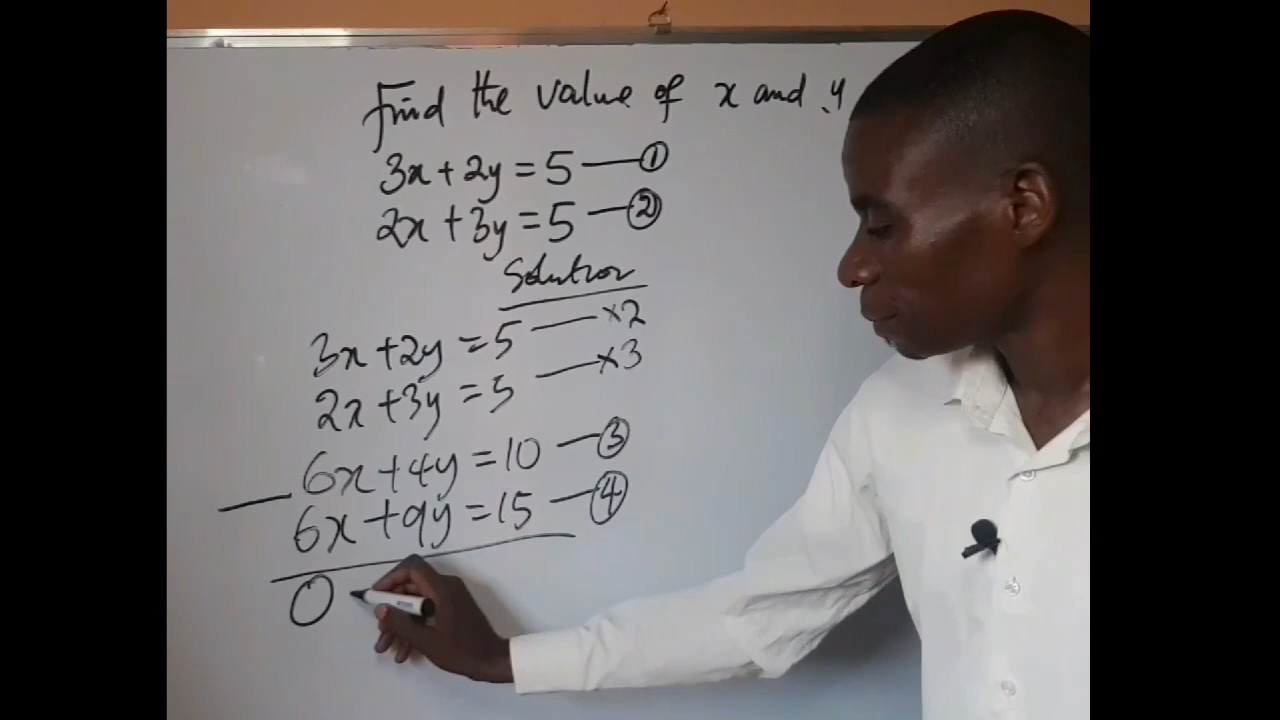 Find the value of x and y
3x + 2y = 5 — ①
2x + 3y = 5 — ②
Solution
3x + 2y = 5 — ×2
2x + 3y = 5 — ×3
6x + 4y = 10 — ③
— 6x + 9y = 15 — ④
0